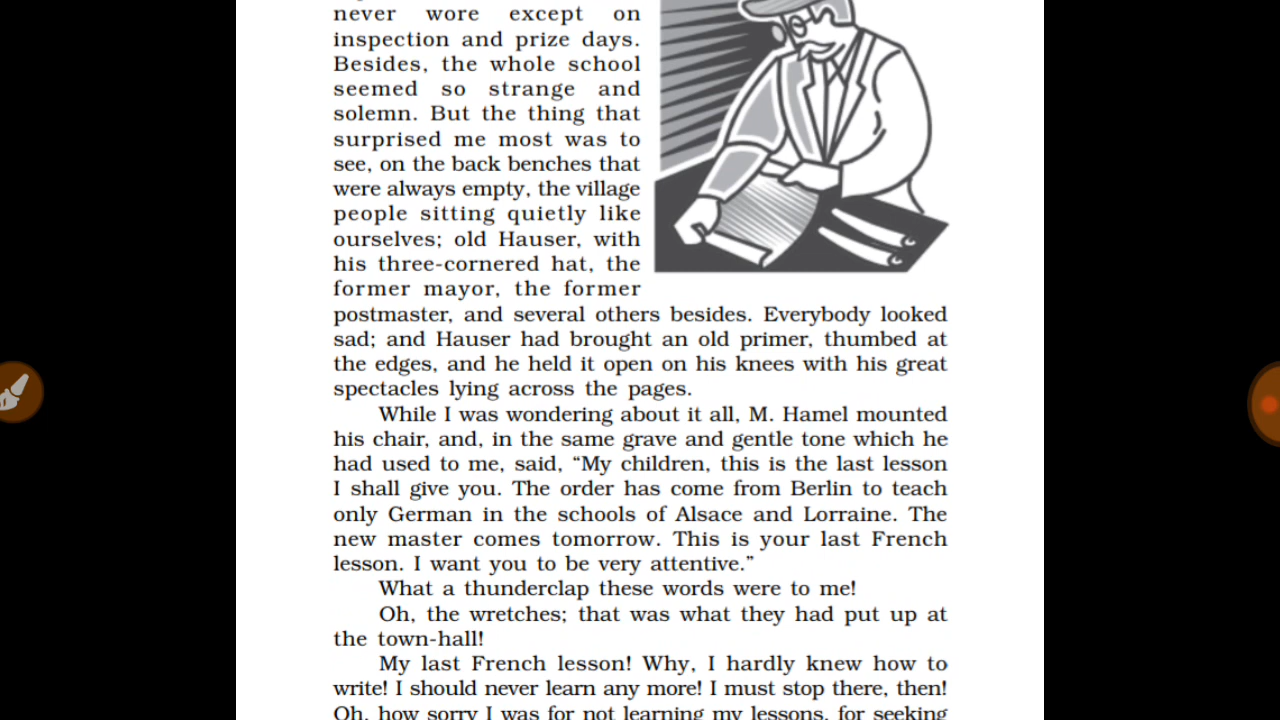 never wore except on
inspection and prize days.
Besides, the whole school
seemed so strange and
solemn. But the thing that
surprised me most was to
see, on the back benches that
were always empty, the village
people sitting quietly like
ourselves; old Hauser, with
his three-cornered hat, the
former mayor, the former
postmaster, and several others besides. Everybody looked
sad; and Hauser had brought an old primer, thumbed at
the edges, and he held it open on his knees with his great
spectacles lying across the pages.
While I was wondering about it all, M. Hamel mounted
his chair, and, in the same grave and gentle tone which he
had used to me, said, “My children, this is the last lesson
I shall give you. The order has come from Berlin to teach
only German in the schools of Alsace and Lorraine. The
new master comes tomorrow. This is your last French
lesson. I want you to be very attentive.”
What a thunderclap these words were to me!
Oh, the wretches; that was what they had put up at
the town-hall!
My last French lesson! Why, I hardly knew how to
write! I should never learn any more! I must stop there, then!
Oh, how sorry I was for not learning my lessons, for seeking